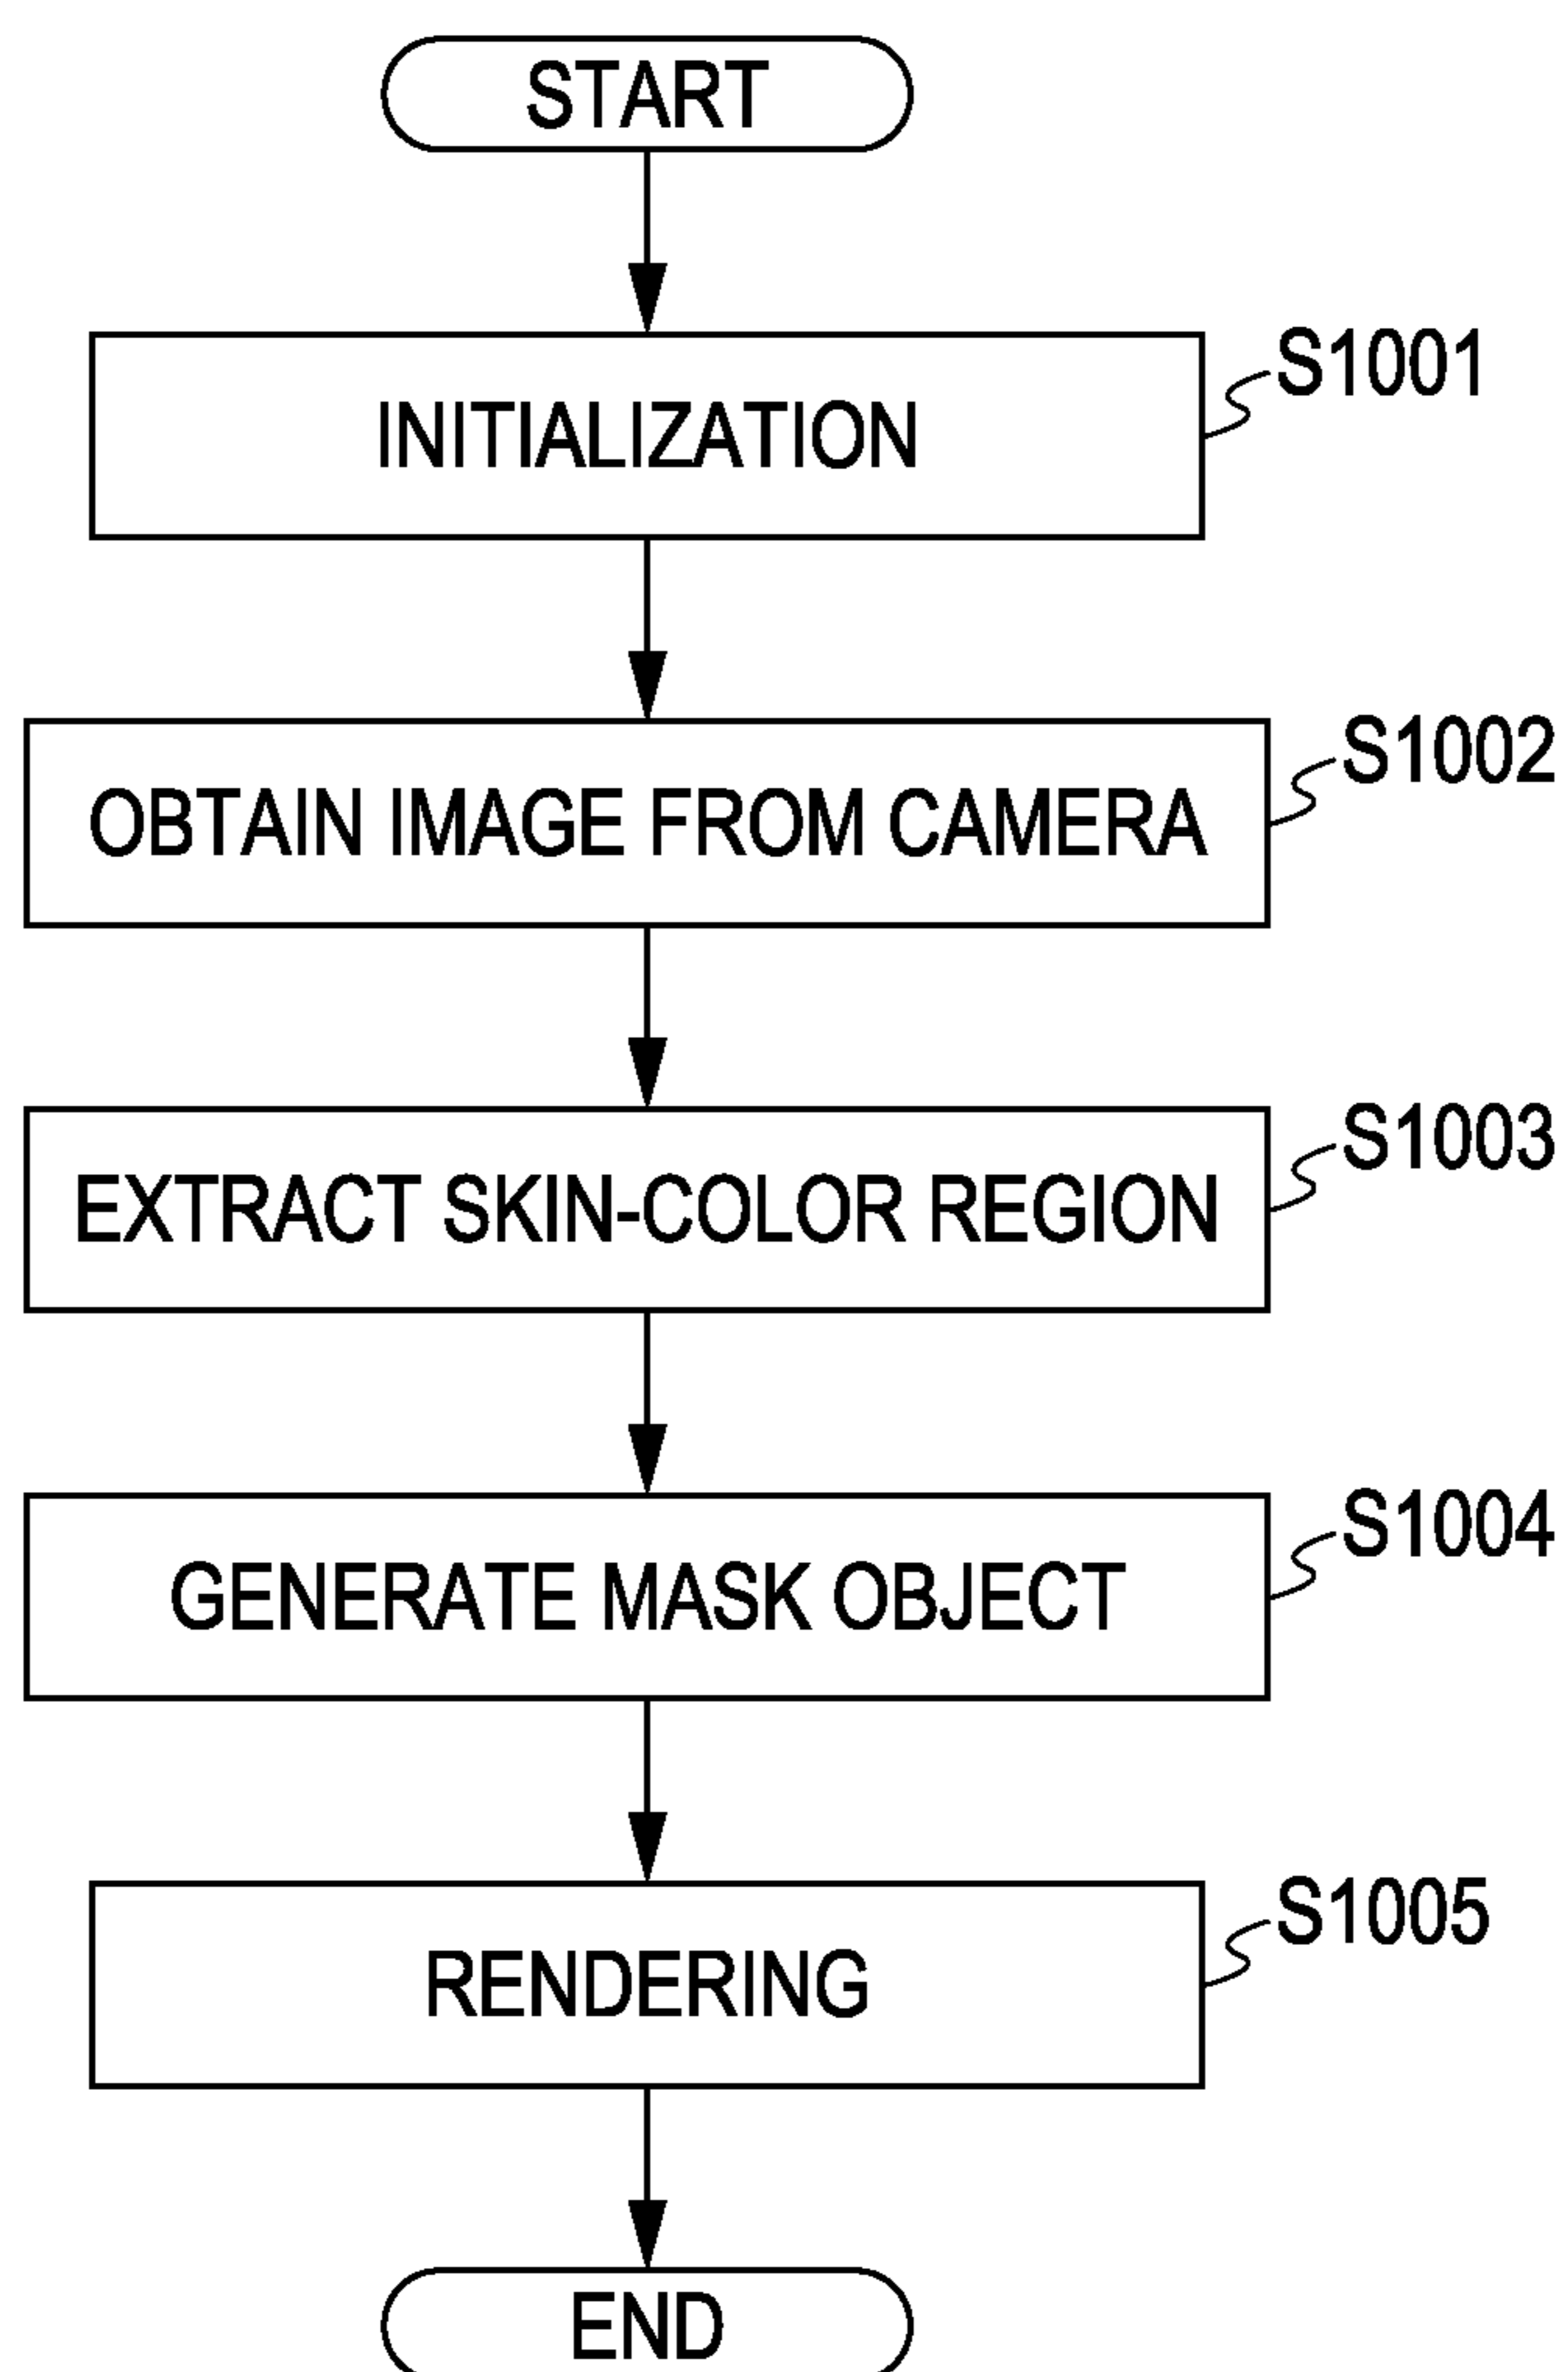 START
INITIALIZATION
S1001
OBTAIN IMAGE FROM CAMERA
S1002
EXTRACT SKIN-COLOR REGION
S1003
GENERATE MASK OBJECT
S1004
RENDERING
S1005
END